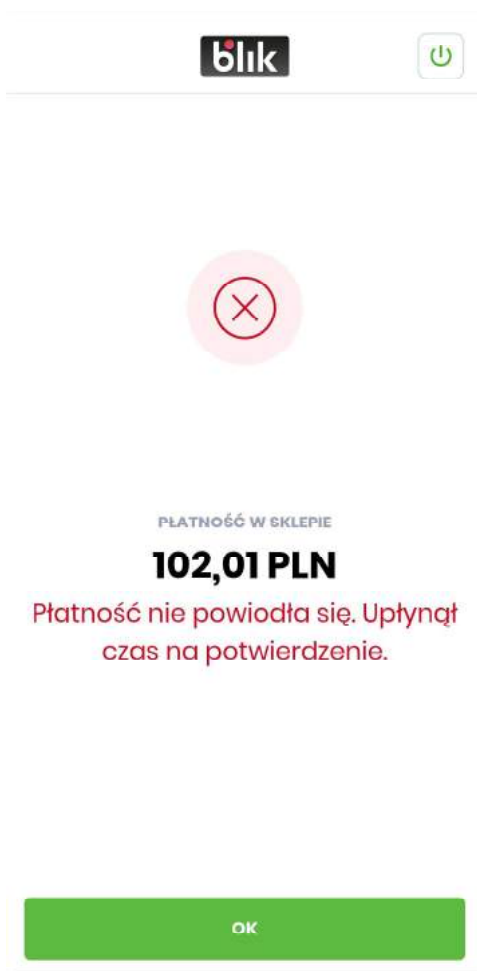 blik
PŁATNOŚĆ W SKLEPIE
102,01 PLN
Płatność nie powiodła się. Upłynął
czas na potwierdzenie.
OK